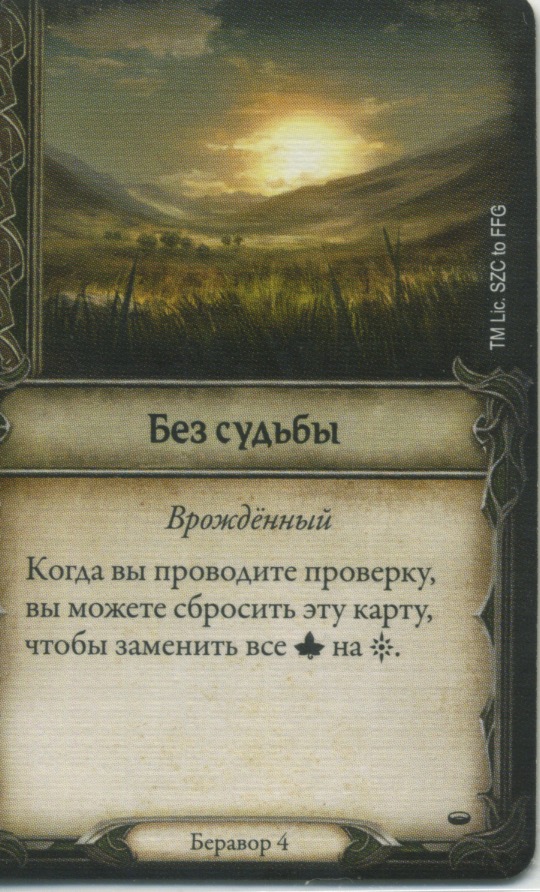 TM Lic. SZC to FFG
Без судьбы
Врождённый
Когда вы проводите проверку,
вы можете сбросить эту карту,
чтобы заменить все на .
Беравор 4